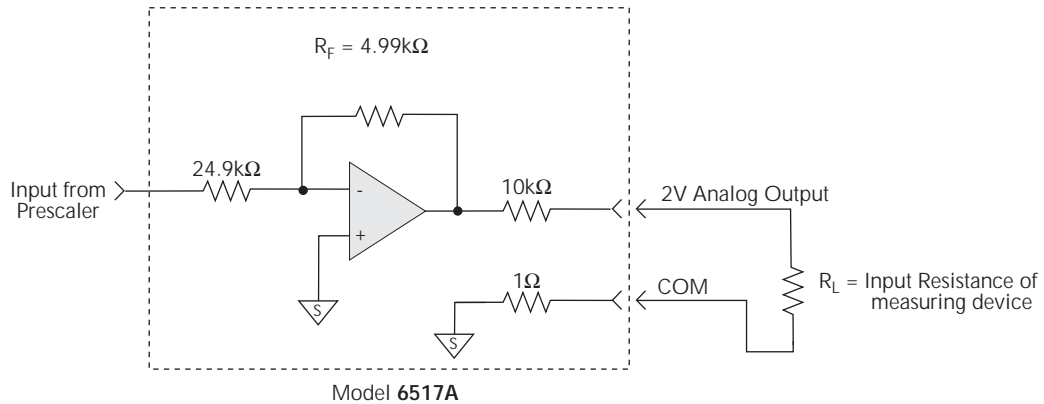 R_F = 4.99kΩ
24.9kΩ
Input from
Prescaler
-
+
S
10kΩ
2V Analog Output
1Ω
COM
S
R_L = Input Resistance of
measuring device
Model 6517A